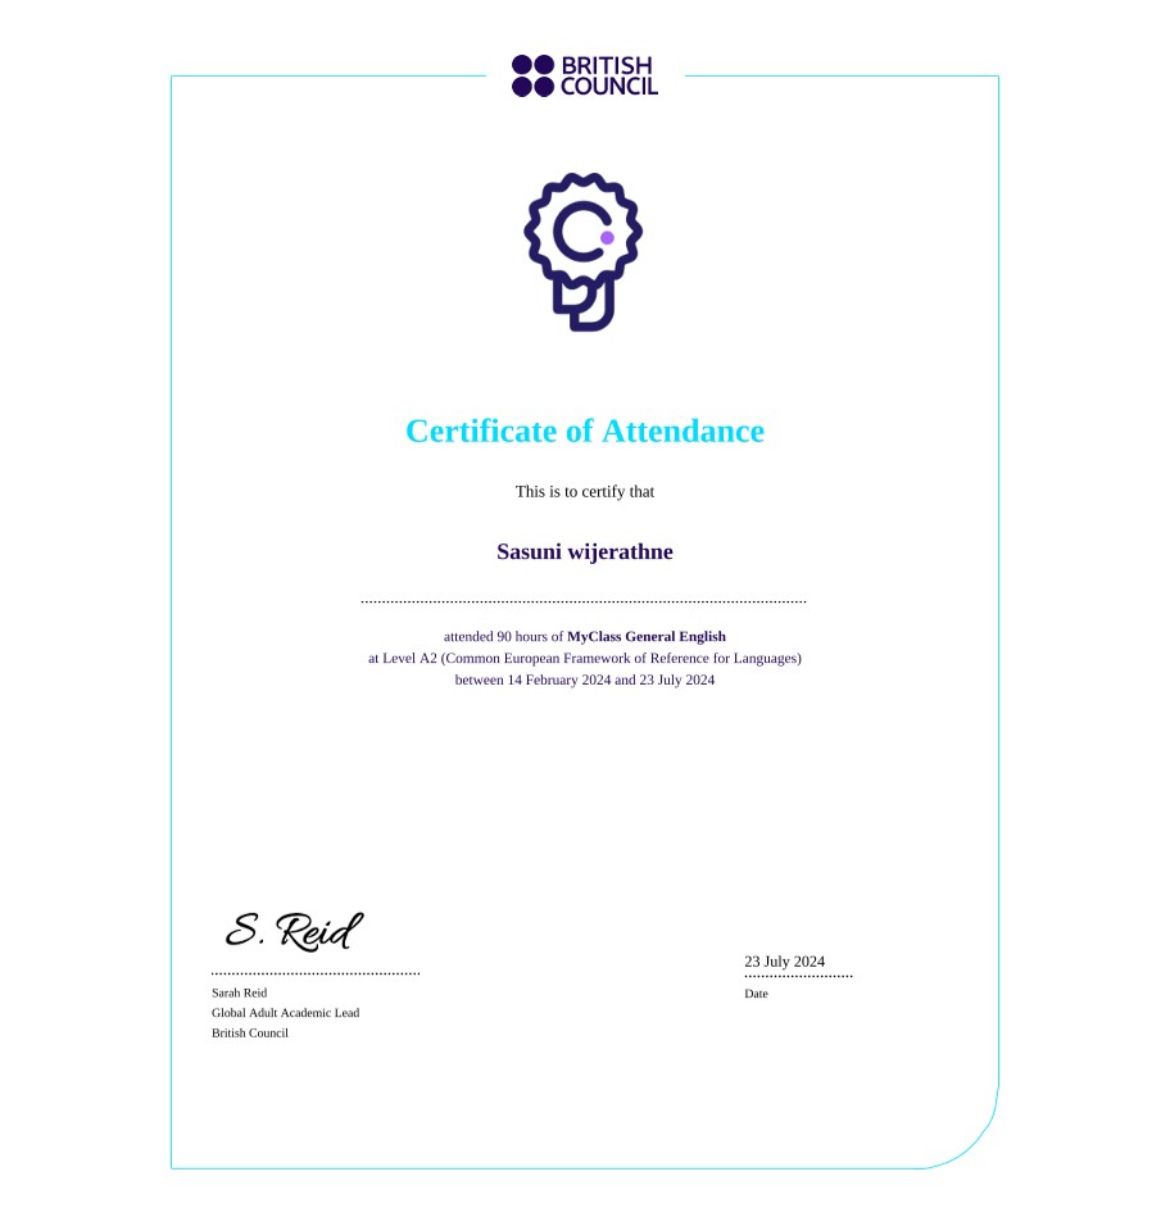 BRITISH
COUNCIL
Certificate of Attendance
This is to certify that
Sasuni wijerathne
attended 90 hours of MyClass General English
at Level A2 (Common European Framework of Reference for Languages)
between 14 February 2024 and 23 July 2024
S. Reid
Sarah Reid
Global Adult Academic Lead
British Council
23 July 2024
Date